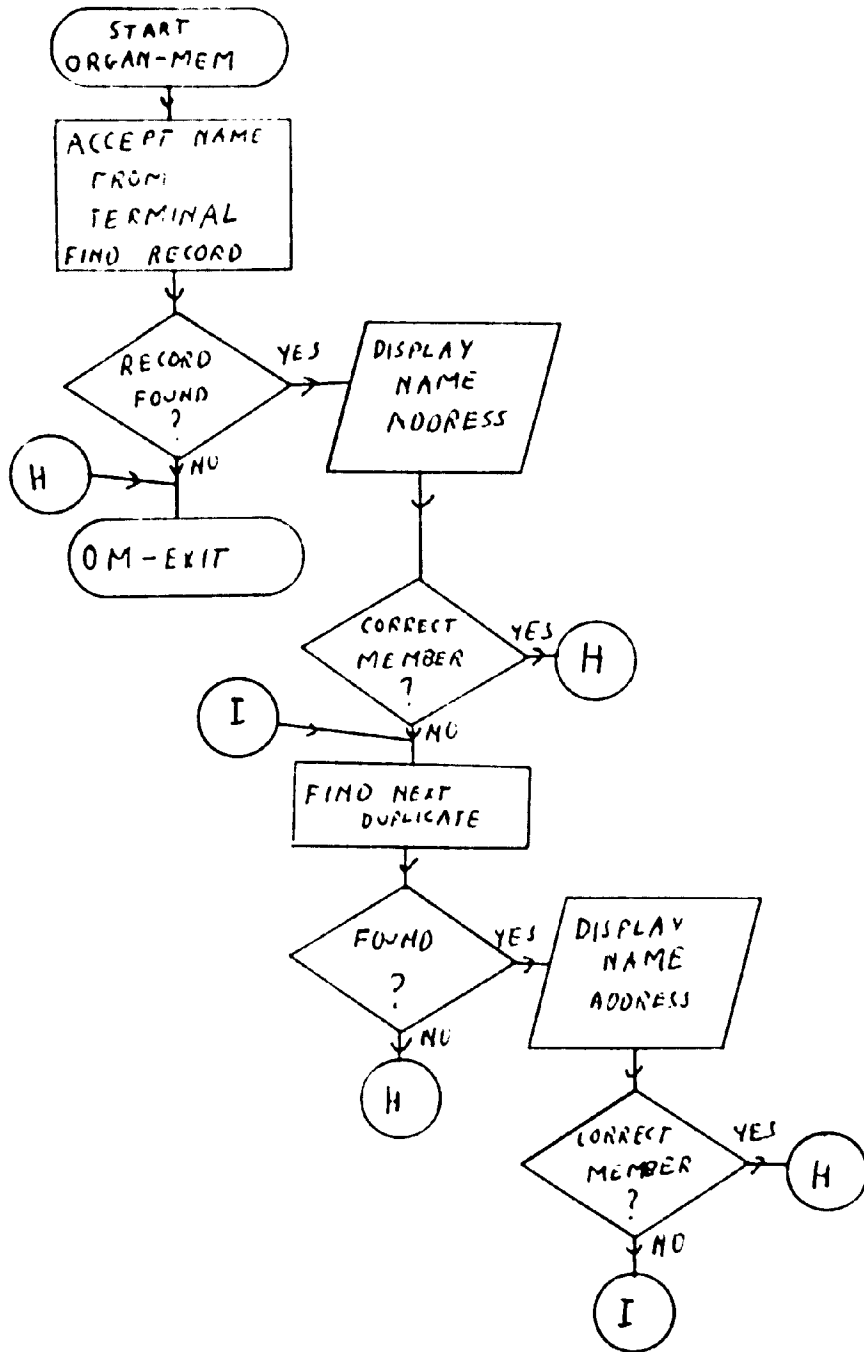 START
ORGAN-MEM
ACCEPT NAME
FROM
TERMINAL
FIND RECORD
RECORD
FOUND
?
YES
DISPLAY
NAME
ADDRESS
NO
H
OM-EXIT
CORRECT
MEMBER
?
YES
H
NO
I
FIND NEXT
DUPLICATE
FOUND
?
YES
DISPLAY
NAME
ADDRESS
NO
H
CORRECT
MEMBER
?
YES
H
NO
I